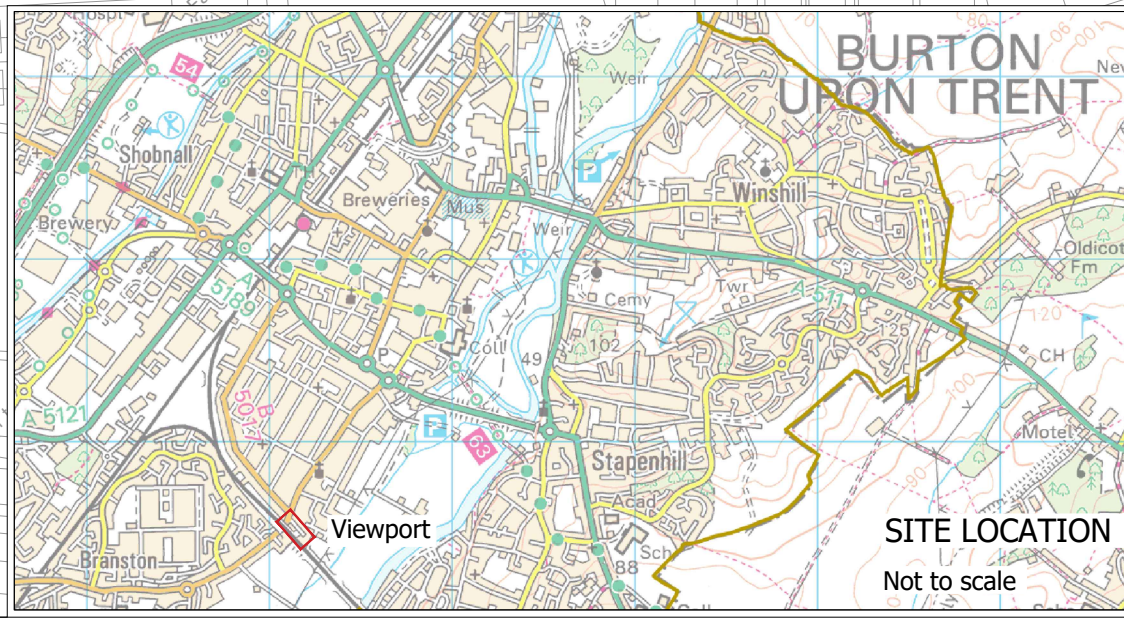 BURTON
UPON TRENT
54
Weir
Shobnall
Breweries
Mus
Winshill
Brewery
Weir
Oldicot
Fm
Cemy
Twr
A 511
A
5189
125
120
P
Coll
49
102
CH
A 5121
B
5017
63
100
Motel
Stapenhill
90
Acad
Viewport
SITE LOCATION
Branston
Sch
88
Not to scale